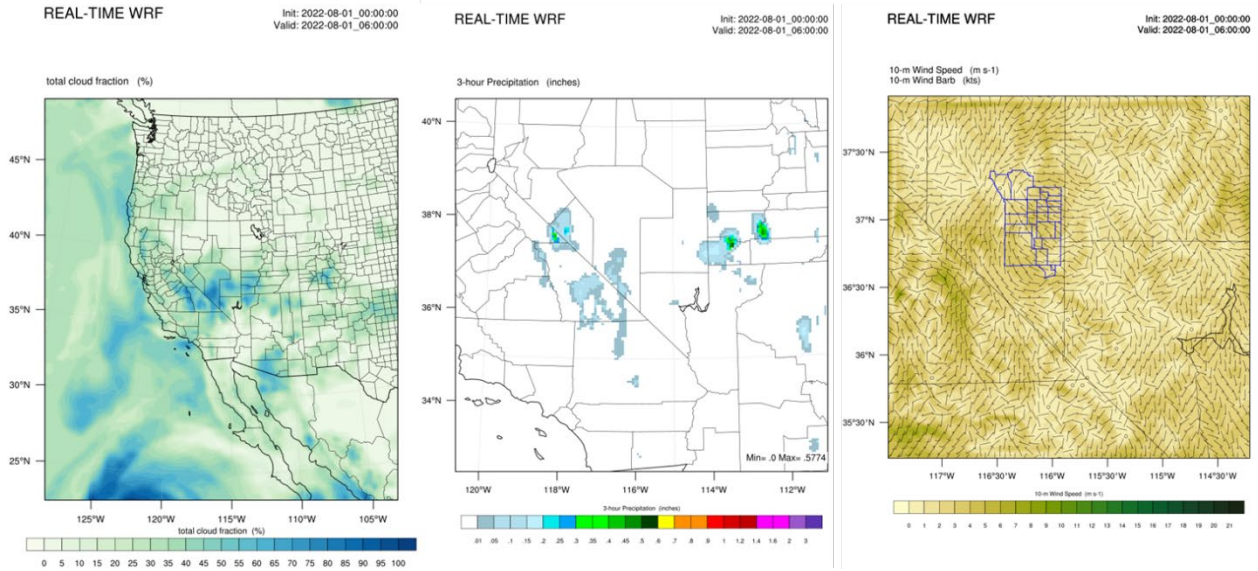 REAL-TIME WRF
Init: 2022-08-01_00:00:00
Valid: 2022-08-01_06:00:00
total cloud fraction (%)
45°N
40°N
35°N
30°N
25°N
125°W 120°W 115°W 110°W 105°W
total cloud fraction (%)
0 5 10 15 20 25 30 35 40 45 50 55 60 65 70 75 80 85 90 95 100
REAL-TIME WRF
Init: 2022-08-01_00:00:00
Valid: 2022-08-01_06:00:00
3-hour Precipitation (inches)
40°N
38°N
36°N
34°N
Min= .0 Max= .5774
120°W 118°W 116°W 114°W 112°W
3-hour Precipitation (inches)
.01 .05 .1 .15 .2 .25 .3 .35 .4 .45 .5 .6 .7 .8 .9 1 1.2 1.4 1.6 2 3
REAL-TIME WRF
Init: 2022-08-01_00:00:00
Valid: 2022-08-01_06:00:00
10-m Wind Speed (m s-1)
10-m Wind Barb (kts)
37°30'N
37°N
36°30'N
36°N
35°30'N
117°W 116°30'W 116°W 115°30'W 115°W 114°30'W
10-m Wind Speed (m s-1)
0 1 2 3 4 5 6 7 8 9 10 11 12 13 14 15 16 17 18 19 20 21